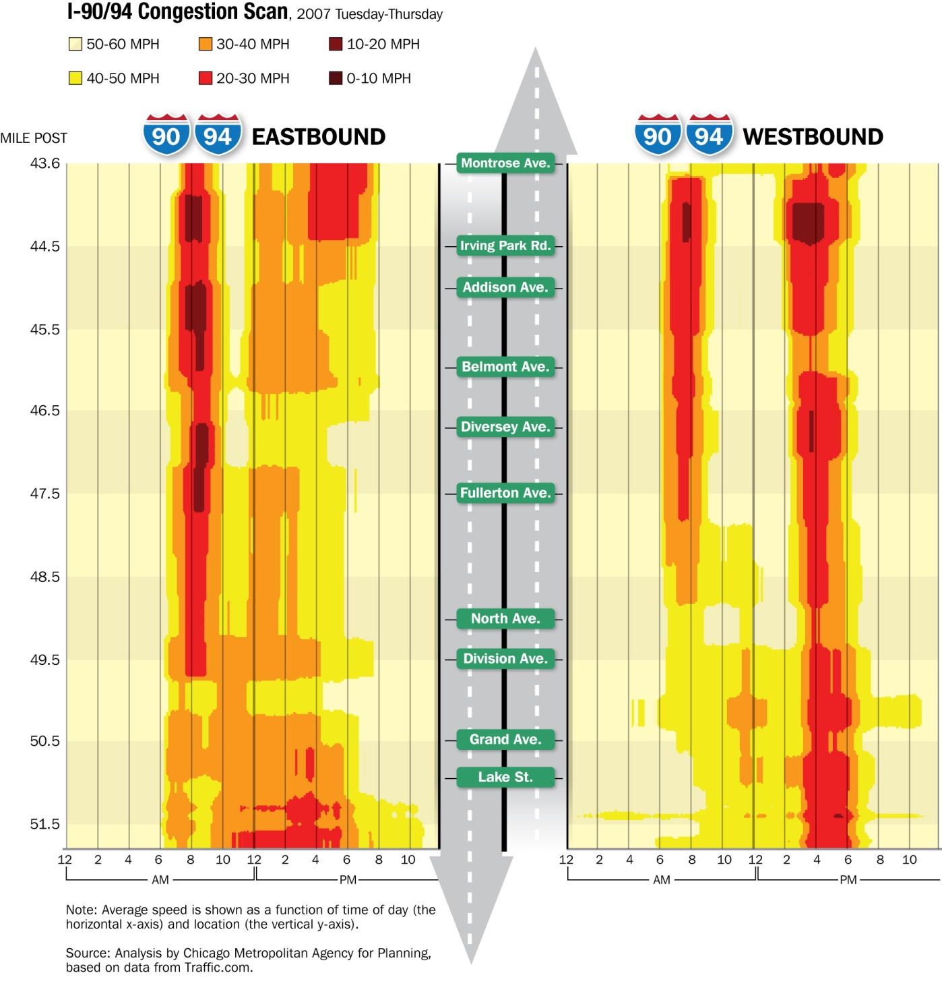 I-90/94 Congestion Scan, 2007 Tuesday-Thursday
50-60 MPH
30-40 MPH
10-20 MPH
40-50 MPH
20-30 MPH
0-10 MPH
MILE POST
90 94 EASTBOUND
90 94 WESTBOUND
43.6
Montrose Ave.
44.5
Irving Park Rd.
Addison Ave.
45.5
Belmont Ave.
46.5
Diversey Ave.
47.5
Fullerton Ave.
48.5
North Ave.
49.5
Division Ave.
50.5
Grand Ave.
Lake St.
51.5
12 2 4 6 8 10 12 2 4 6 8 10
12 2 4 6 8 10 12 2 4 6 8 10
AM PM
AM PM
Note: Average speed is shown as a function of time of day (the
horizontal x-axis) and location (the vertical y-axis).
Source: Analysis by Chicago Metropolitan Agency for Planning,
based on data from Traffic.com.